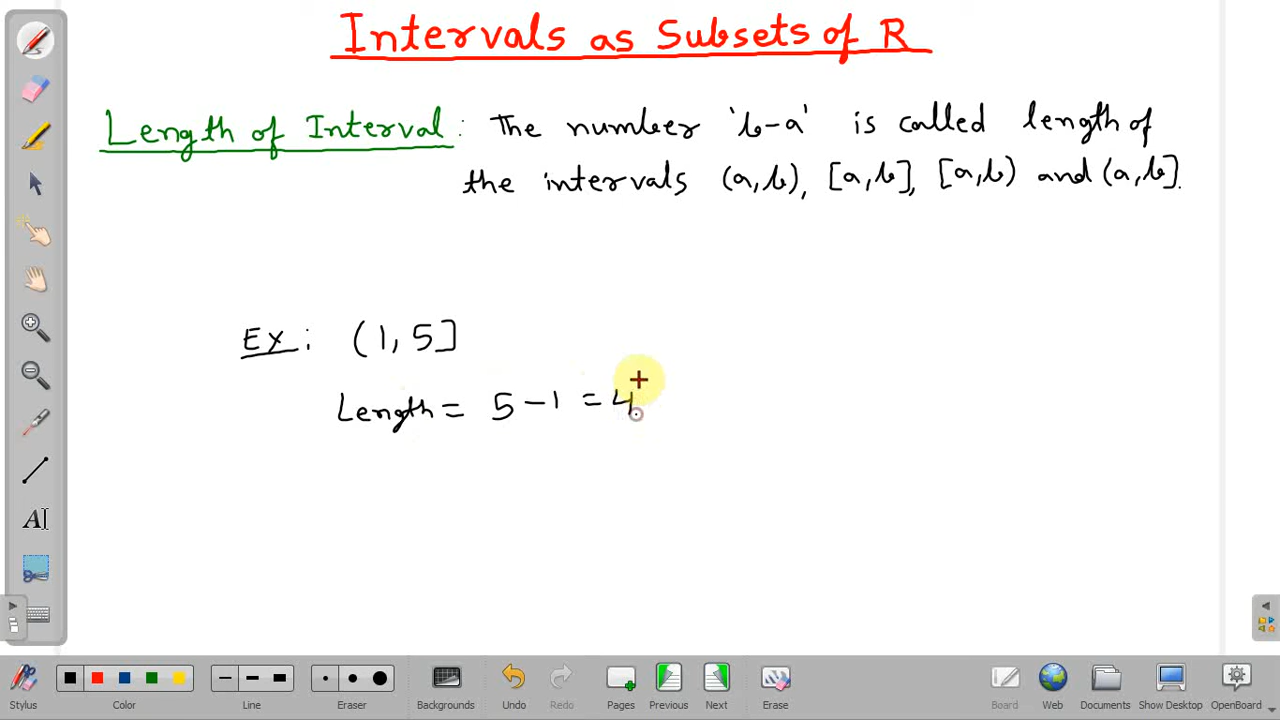 Intervals as Subsets of R
Length of Interval : The number 'b-a' is called length of
the intervals (a,b), [a,b], [a,b) and (a,b].
Ex: (1,5]
Length = 5-1 = 4
Stylus
Color
Line
Eraser
Backgrounds
Undo
Redo
Pages
Previous
Next
Erase
Board
Web
Documents
Show Desktop
OpenBoard